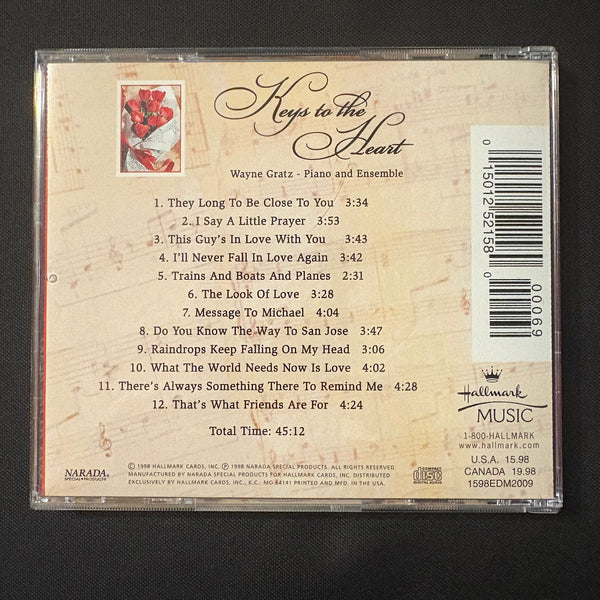 Keys to the
Heart
Wayne Gratz - Piano and Ensemble
1. They Long To Be Close To You 3:34
2. I Say A Little Prayer 3:53
3. This Guy's In Love With You 3:43
4. I'll Never Fall In Love Again 3:42
5. Trains And Boats And Planes 2:31
6. The Look Of Love 3:28
7. Message To Michael 4:04
8. Do You Know The Way To San Jose 3:47
9. Raindrops Keep Falling On My Head 3:06
10. What The World Needs Now Is Love 4:02
11. There's Always Something There To Remind Me 4:28
12. That's What Friends Are For 4:24
Total Time: 45:12
0 15012 52158 0
00069
Hallmark
MUSIC
1-800-HALLMARK
www.hallmark.com
U.S.A. 15.98
CANADA 19.98
1598EDM2009
NARADA
SPECIAL PRODUCTS
© 1998 HALLMARK CARDS, INC. ℗ 1998 NARADA SPECIAL PRODUCTS. ALL RIGHTS RESERVED.
MANUFACTURED BY NARADA SPECIAL PRODUCTS FOR HALLMARK CARDS, INC. DISTRIBUTED
EXCLUSIVELY BY HALLMARK CARDS, INC., K.C., MO 64141 PRINTED AND MFG. IN THE USA.
COMPACT
disc
DIGITAL AUDIO